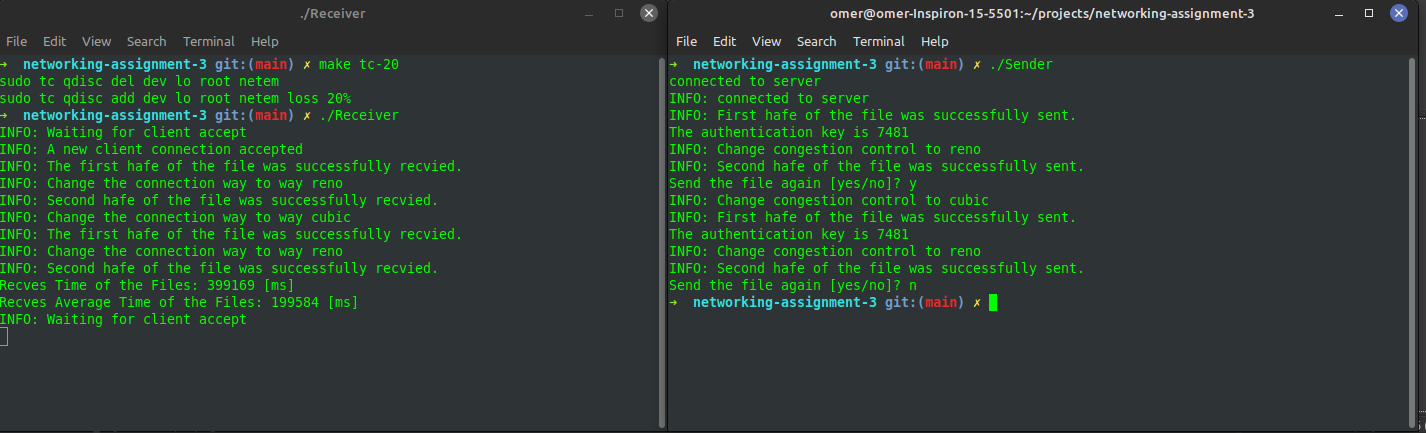 ./Receiver
File Edit View Search Terminal Help
→ networking-assignment-3 git:(main) ✗ make tc-20
sudo tc qdisc del dev lo root netem
sudo tc qdisc add dev lo root netem loss 20%
→ networking-assignment-3 git:(main) ✗ ./Receiver
INFO: Waiting for client accept
INFO: A new client connection accepted
INFO: The first hafe of the file was successfully recvied.
INFO: Change the connection way to way reno
INFO: Second hafe of the file was successfully recvied.
INFO: Change the connection way to way cubic
INFO: The first hafe of the file was successfully recvied.
INFO: Change the connection way to way reno
INFO: Second hafe of the file was successfully recvied.
Recves Time of the Files: 399169 [ms]
Recves Average Time of the Files: 199584 [ms]
INFO: Waiting for client accept
omer@omer-Inspiron-15-5501:~/projects/networking-assignment-3
File Edit View Search Terminal Help
→ networking-assignment-3 git:(main) ✗ ./Sender
connected to server
INFO: connected to server
INFO: First hafe of the file was successfully sent.
The authentication key is 7481
INFO: Change congestion control to reno
INFO: Second hafe of the file was successfully sent.
Send the file again [yes/no]? y
INFO: Change congestion control to cubic
INFO: First hafe of the file was successfully sent.
The authentication key is 7481
INFO: Change congestion control to reno
INFO: Second hafe of the file was successfully sent.
Send the file again [yes/no]? n
→ networking-assignment-3 git:(main) ✗